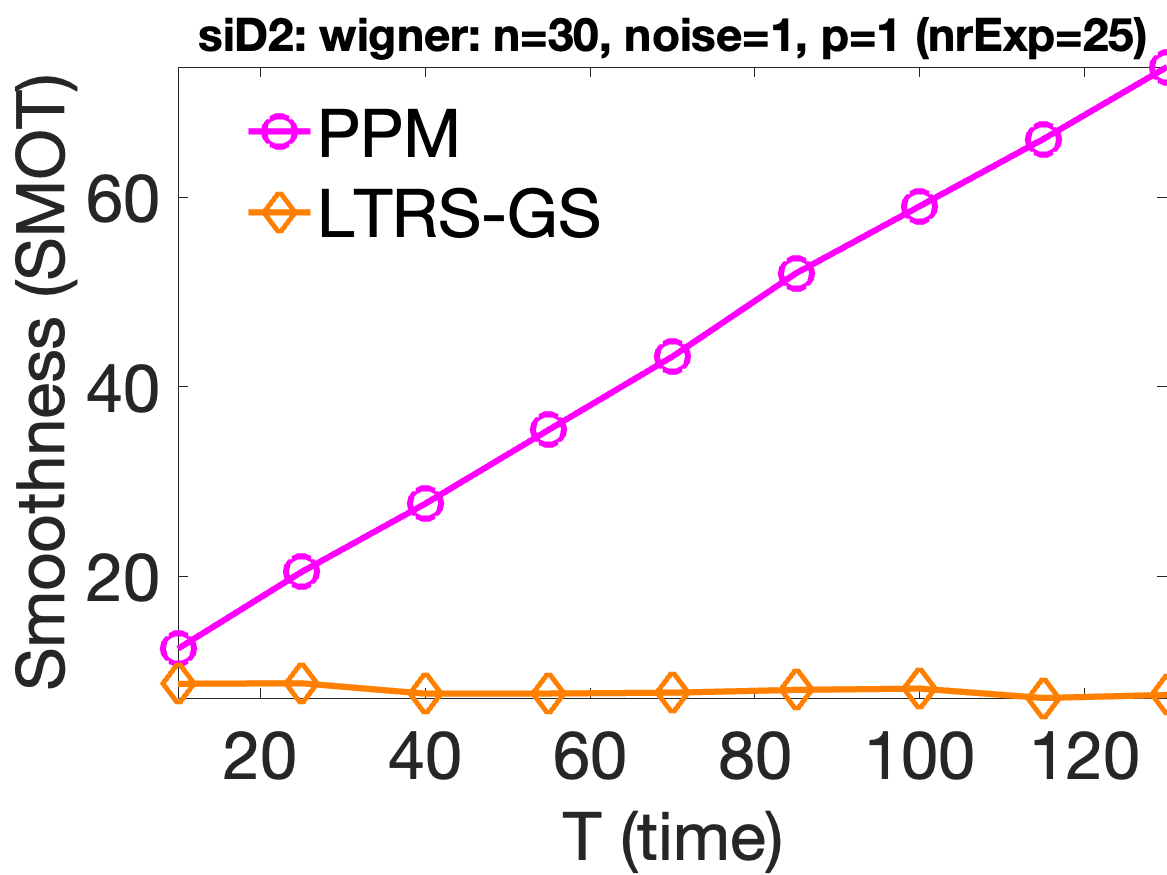 siD2: wigner: n=30, noise=1, p=1 (nrExp=25)
PPM
LTRS-GS
Smoothness (SMOT)
60
40
20
20 40 60 80 100 120
T (time)